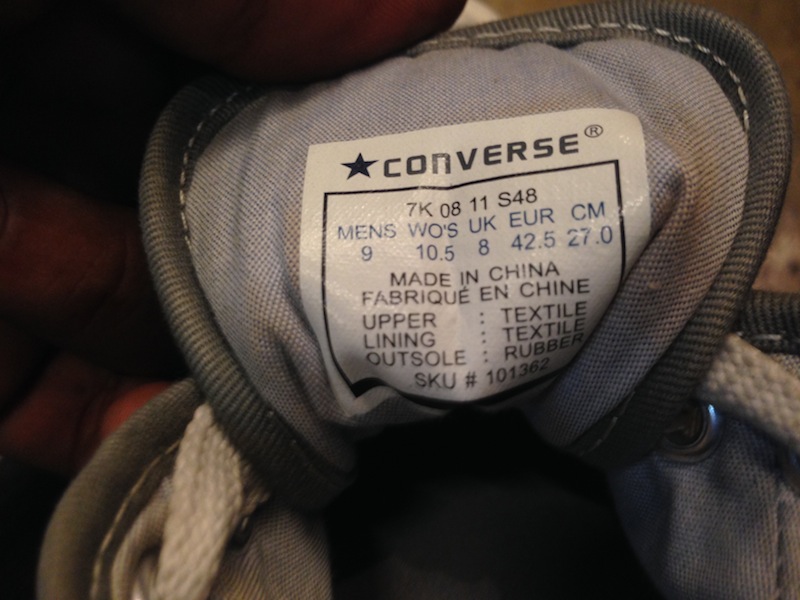 ★CONVERSE®
7K 08 11 S48
MENS WO'S UK EUR CM
9 10.5 8 42.5 27.0
MADE IN CHINA
FABRIQUÉ EN CHINE
UPPER : TEXTILE
LINING : TEXTILE
OUTSOLE : RUBBER
SKU # 101362